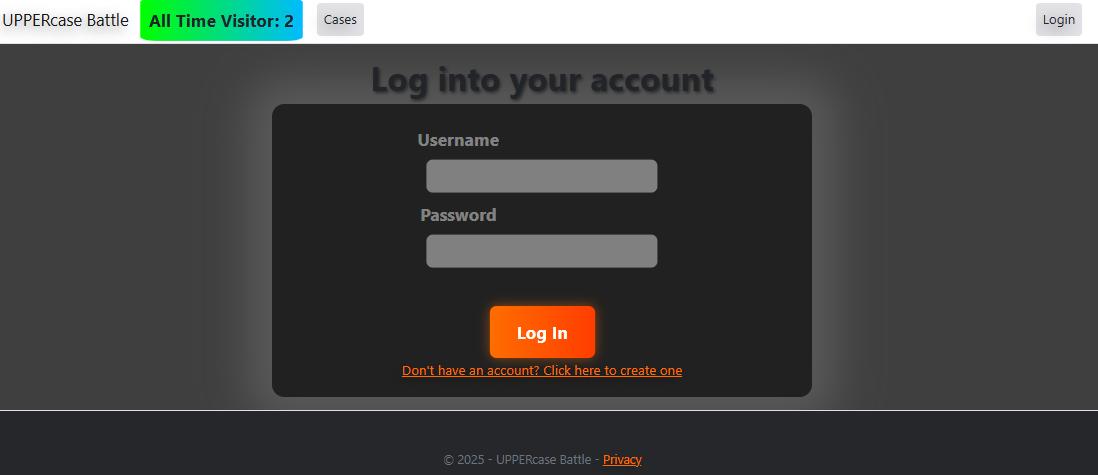 UPPERcase Battle All Time Visitor: 2 Cases Login
Log into your account
Username
Password
Log In
Don't have an account? Click here to create one
© 2025 - UPPERcase Battle - Privacy